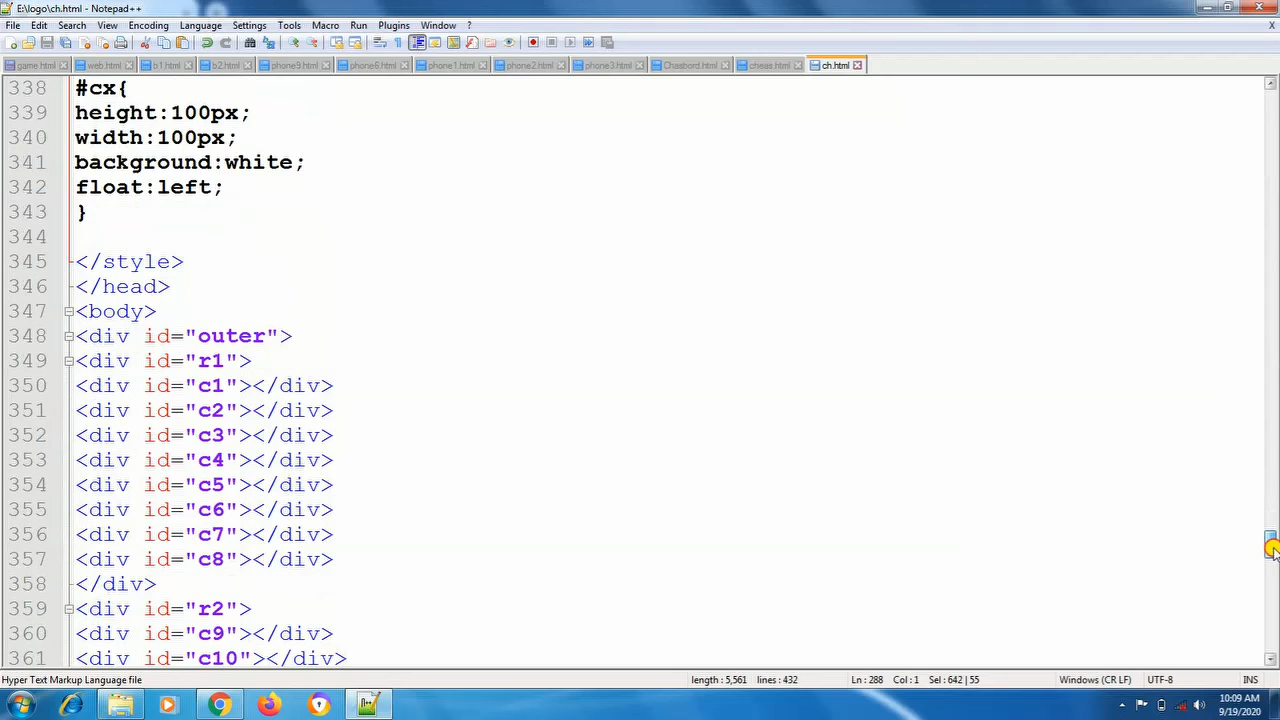 E:\logo\ch.html - Notepad++
File Edit Search View Encoding Language Settings Tools Macro Run Plugins Window ?
X
game html web.html b1.html b2.html phone9.html phone6.html phone1.html phone2.html phone3.html Chasbord.html cheas.html ch.html
338 #cx{
339 height:100px;
340 width:100px;
341 background:white;
342 float:left;
343 }
344
345 </style>
346 </head>
347 <body>
348 <div id="outer">
349 <div id="r1">
350 <div id="c1"></div>
351 <div id="c2"></div>
352 <div id="c3"></div>
353 <div id="c4"></div>
354 <div id="c5"></div>
355 <div id="c6"></div>
356 <div id="c7"></div>
357 <div id="c8"></div>
358 </div>
359 <div id="r2">
360 <div id="c9"></div>
361 <div id="c10"></div>
Hyper Text Markup Language file length : 5,561 lines : 432 Ln : 288 Col : 1 Sel : 642 | 55 Windows (CR LF) UTF-8 INS
10:09 AM
9/19/2020